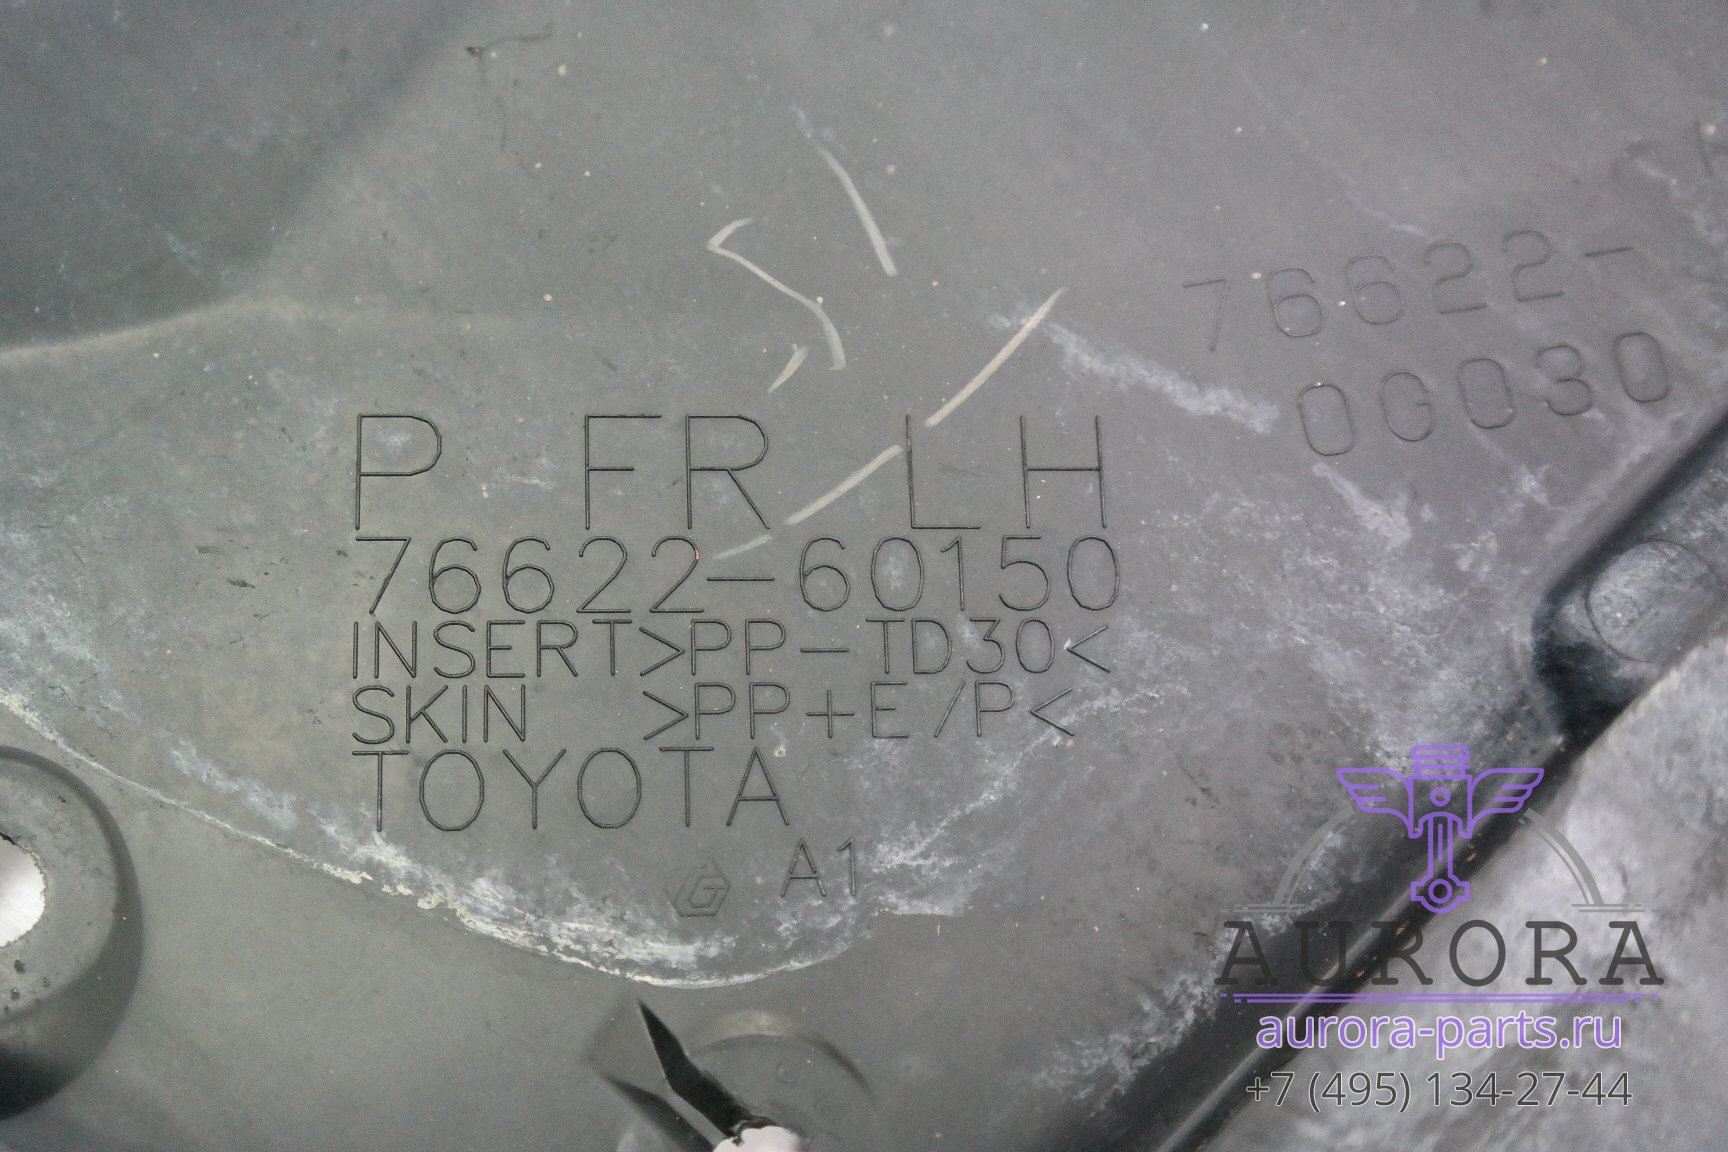 76622-
0G030
P FR LH
76622-60150
INSERT>PP-TD30<
SKIN >PP+E/P<
TOYOTA
G A1
AURORA
aurora-parts.ru
+7 (495) 134-27-44